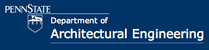 PENNSTATE
Department of
Architectural Engineering